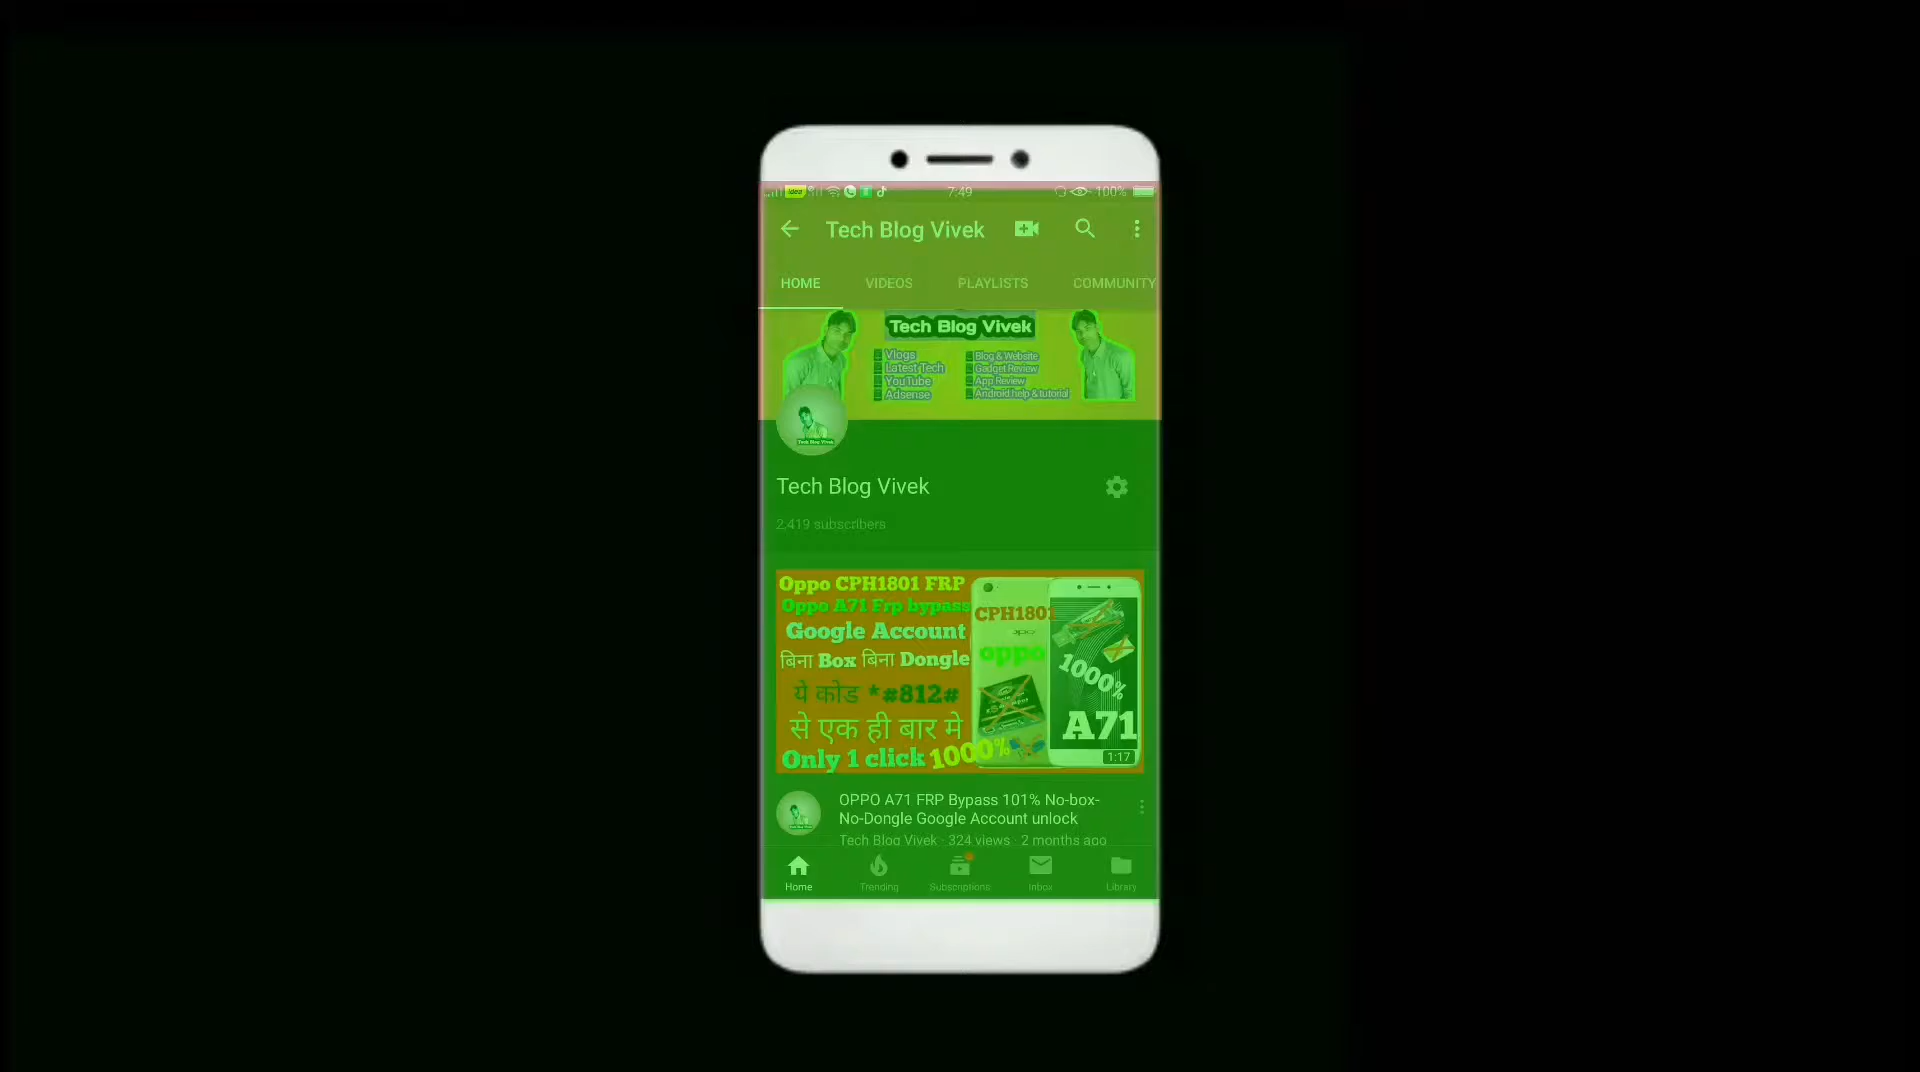 idea
7:49
100%
Tech Blog Vivek
HOME VIDEOS PLAYLISTS COMMUNITY
Tech Blog Vivek
Vlogs
Latest Tech
YouTube
Adsense
Blog & Website
Gadget Review
App Review
Android help & tutorial
Tech Blog Vivek
Tech Blog Vivek
2,419 subscribers
Oppo CPH1801 FRP
Oppo A71 Frp bypass
Google Account
बिना Box बिना Dongle
ये कोड *#812#
से एक ही बार मे
Only 1 click 1000%
CPH1801
oppo
1000%
A71
1:17
OPPO A71 FRP Bypass 101% No-box-
No-Dongle Google Account unlock
Tech Blog Vivek · 324 views · 2 months ago
Home Trending Subscriptions Inbox Library